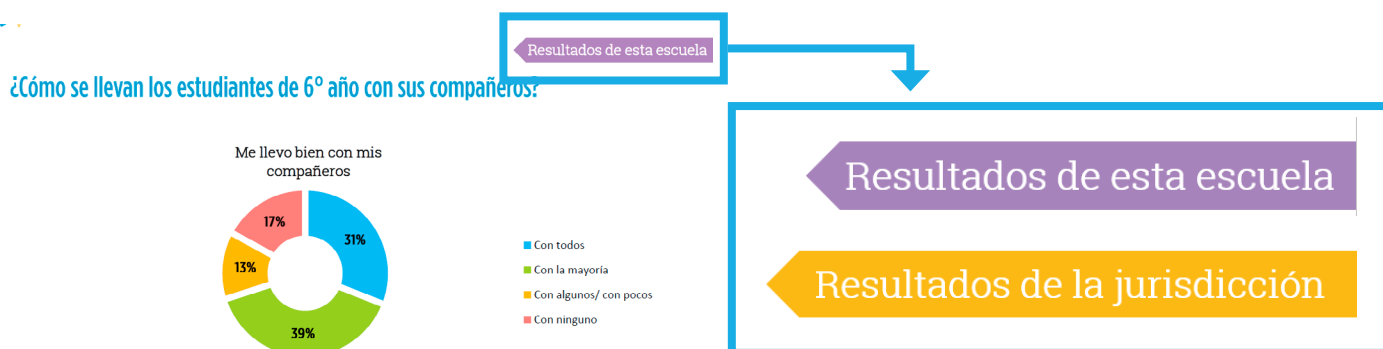 Resultados de esta escuela
¿Cómo se llevan los estudiantes de 6º año con sus compañeros?
Me llevo bien con mis
compañeros
17%
31%
13%
39%
Con todos
Con la mayoría
Con algunos/ con pocos
Con ninguno
Resultados de esta escuela
Resultados de la jurisdicción